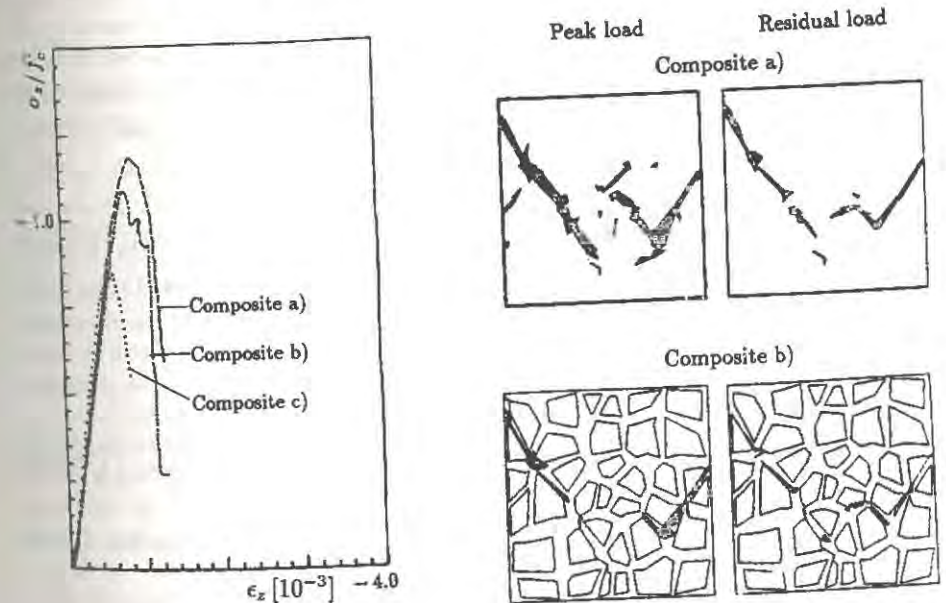 σz/f'c
1.0
Composite a)
Composite b)
Composite c)
εz [10⁻³] −4.0
Peak load
Residual load
Composite a)
Composite b)